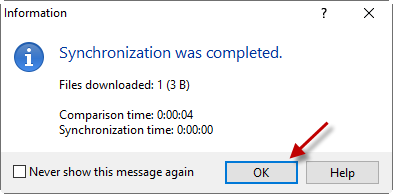 Information
Synchronization was completed.
Files downloaded: 1 (3 B)
Comparison time: 0:00:04
Synchronization time: 0:00:00
Never show this message again
OK
Help